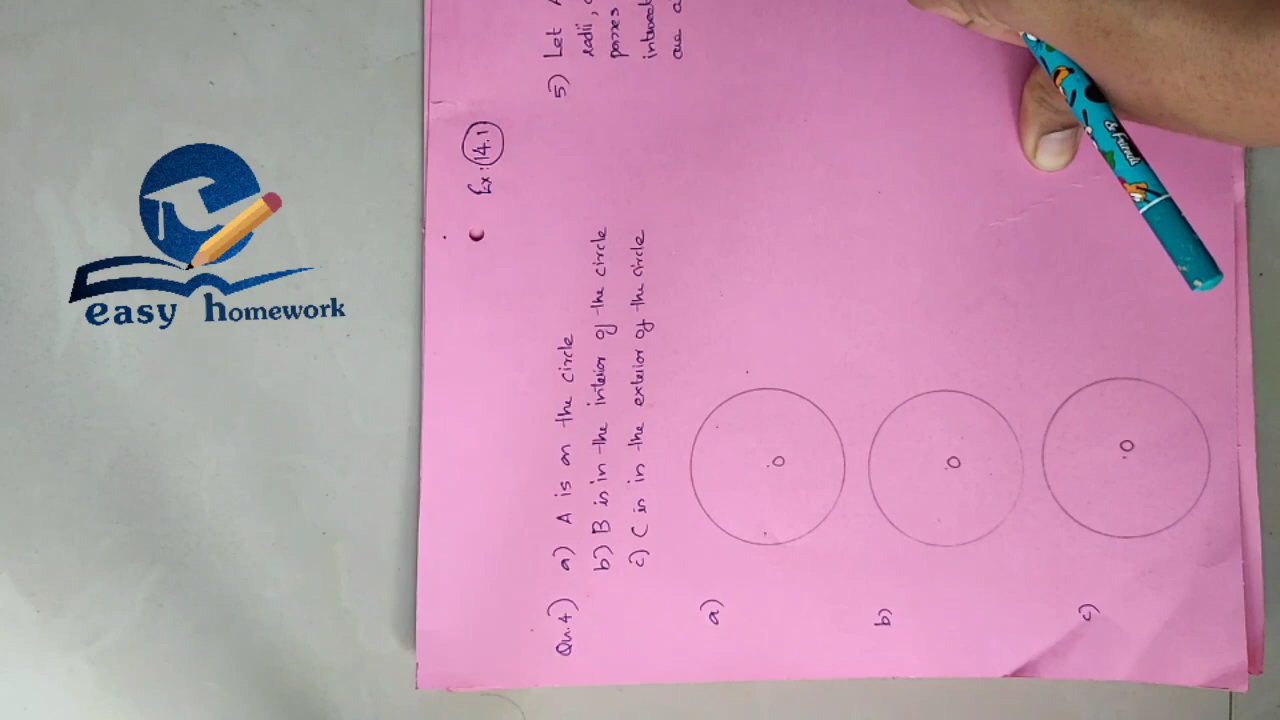 easy homework
Ex: 14.1
Qn.4) a) A is on the circle
b) B is in the interior of the circle
c) C is in the exterior of the circle
a)
O
b)
O
c)
O
5) Let
radii,
passes
are
& Friends